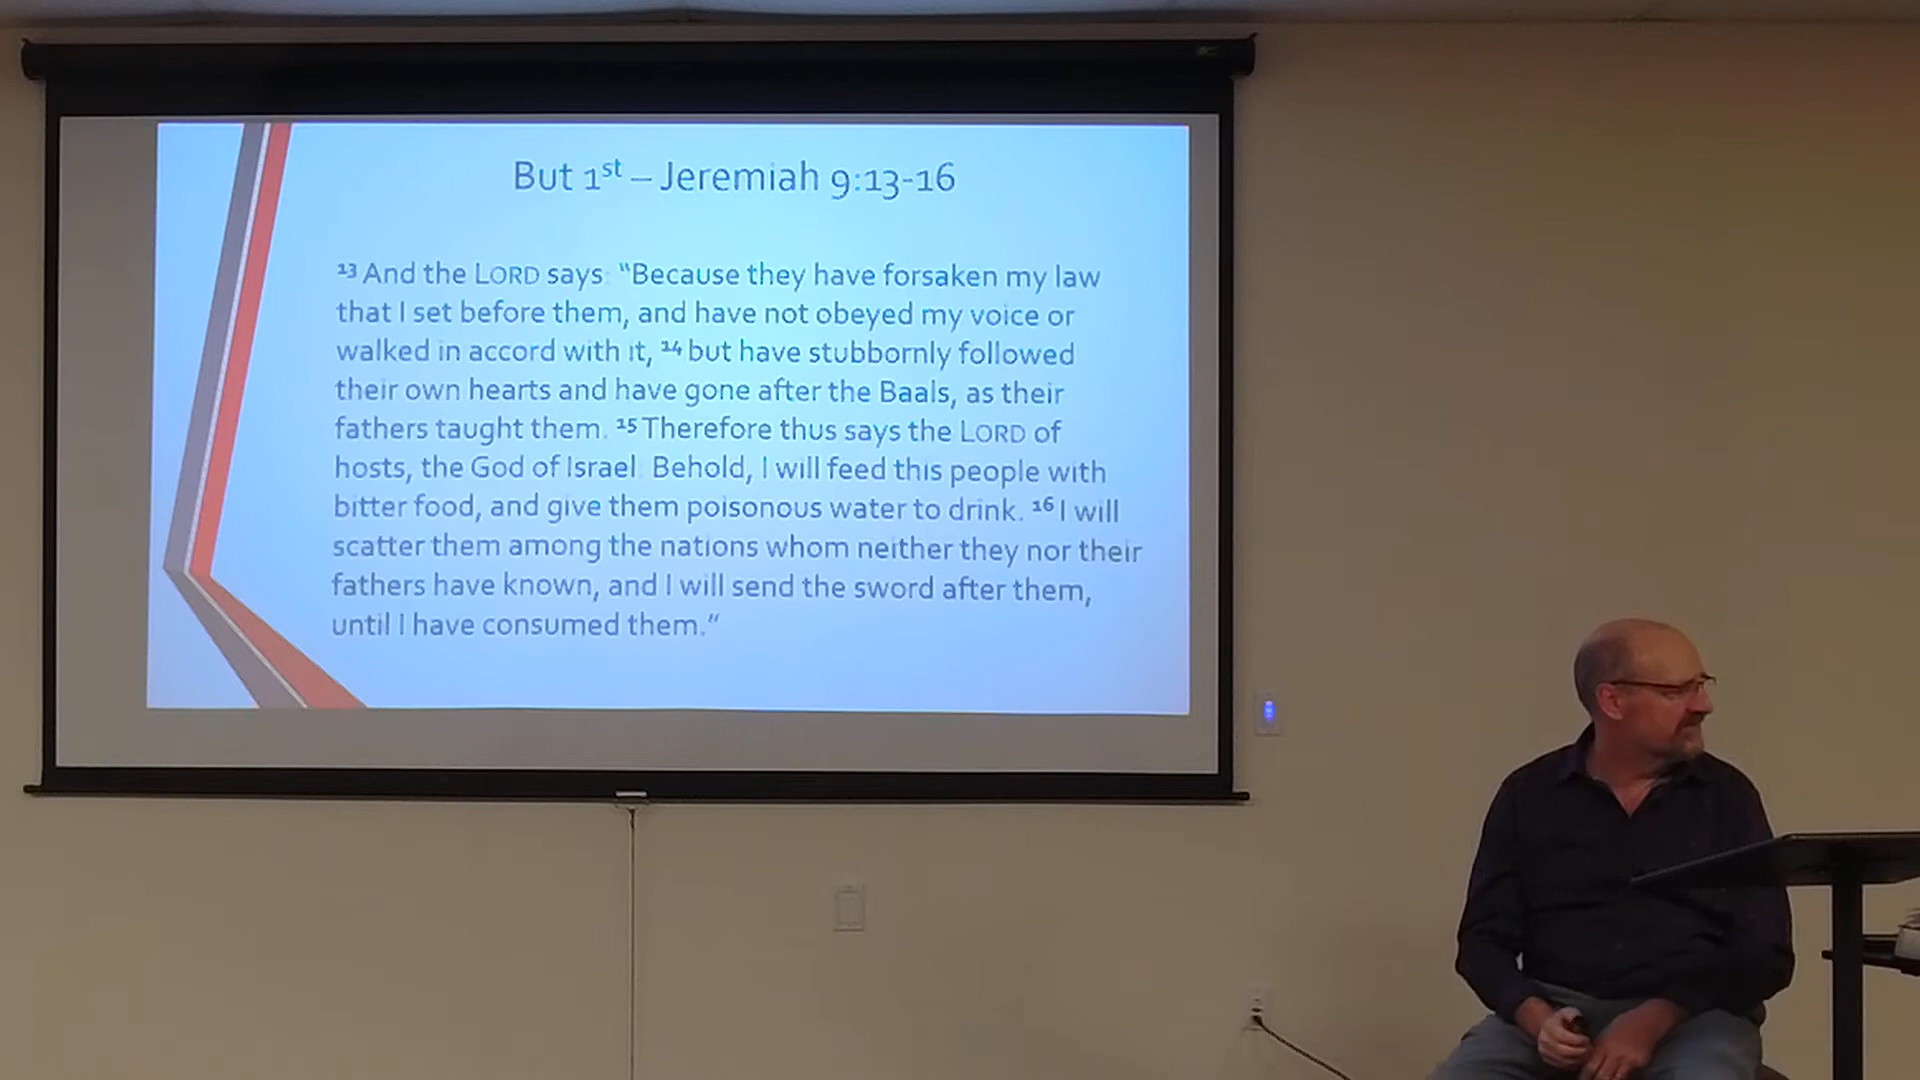 But 1st – Jeremiah 9:13-16
13 And the LORD says: “Because they have forsaken my law
that I set before them, and have not obeyed my voice or
walked in accord with it, 14 but have stubbornly followed
their own hearts and have gone after the Baals, as their
fathers taught them. 15 Therefore thus says the LORD of
hosts, the God of Israel: Behold, I will feed this people with
bitter food, and give them poisonous water to drink. 16 I will
scatter them among the nations whom neither they nor their
fathers have known, and I will send the sword after them,
until I have consumed them.”